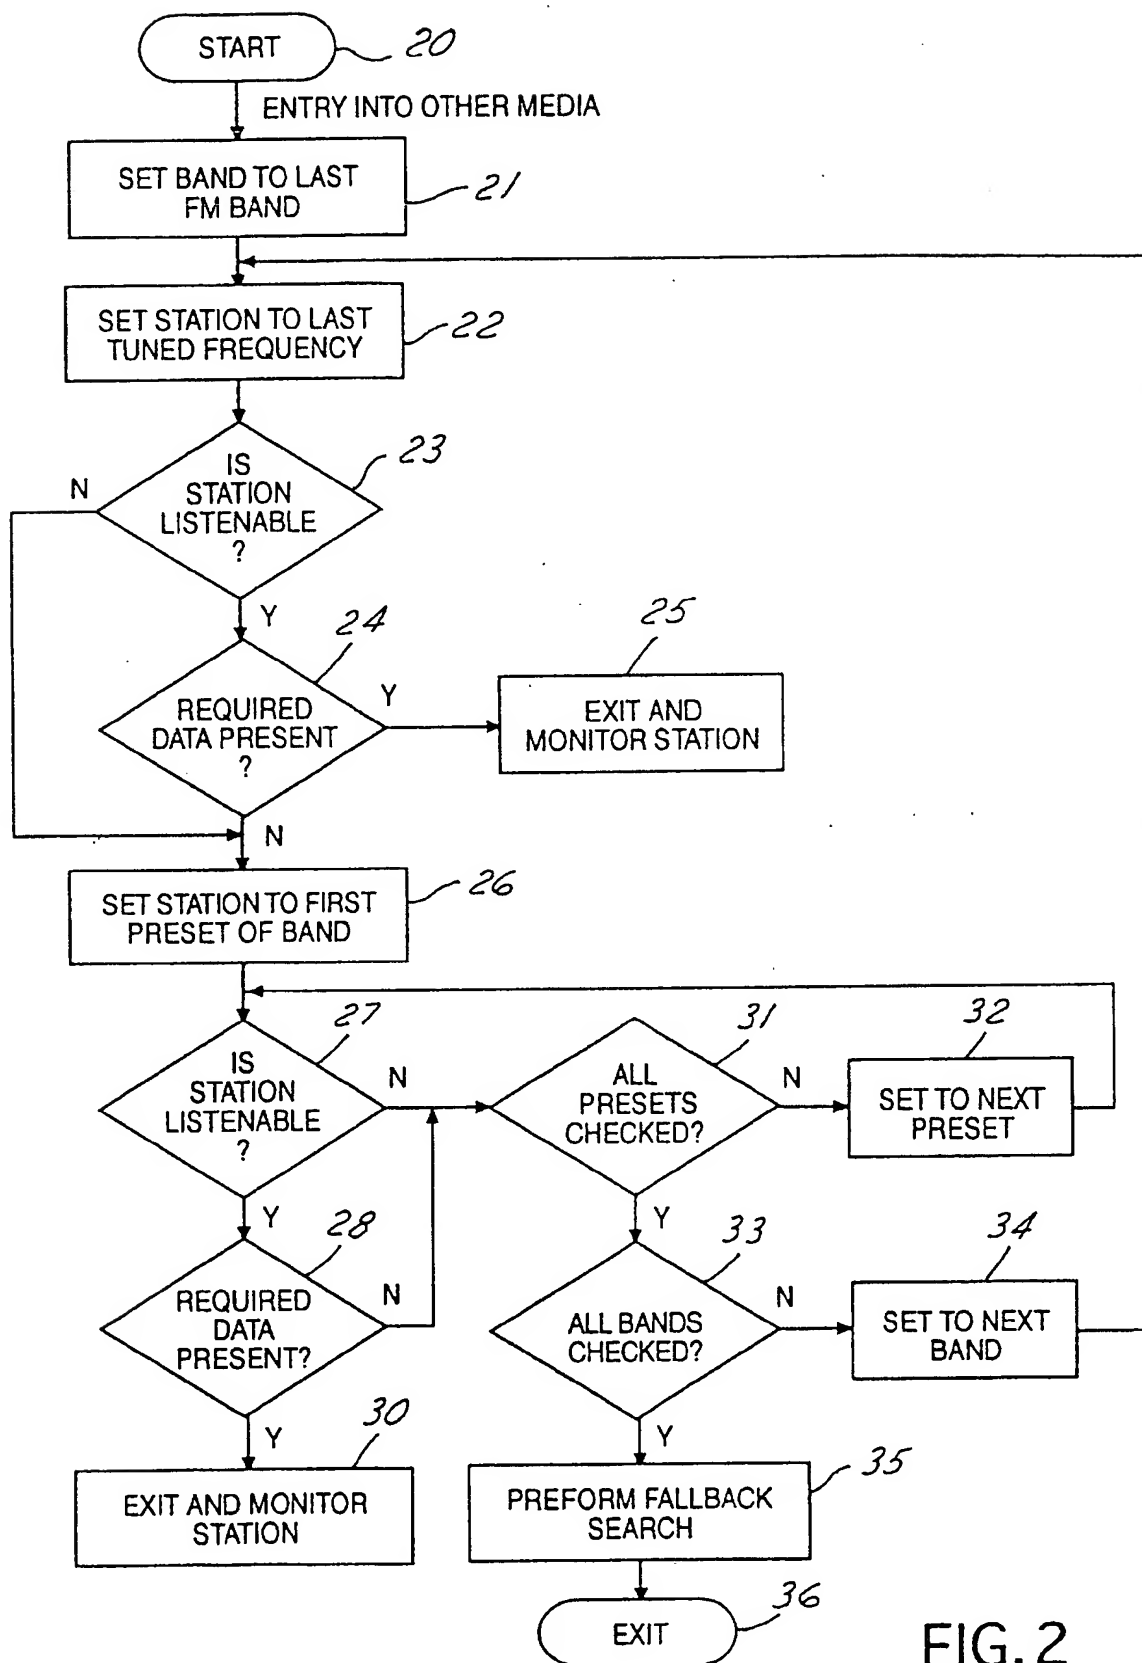 START
20
ENTRY INTO OTHER MEDIA
SET BAND TO LAST
FM BAND
21
SET STATION TO LAST
TUNED FREQUENCY
22
IS
STATION
LISTENABLE
?
23
N
Y
24
REQUIRED
DATA PRESENT
?
Y
25
EXIT AND
MONITOR STATION
N
SET STATION TO FIRST
PRESET OF BAND
26
27
IS
STATION
LISTENABLE
?
N
31
ALL
PRESETS
CHECKED?
N
32
SET TO NEXT
PRESET
Y
28
REQUIRED
DATA
PRESENT?
N
Y
33
ALL BANDS
CHECKED?
N
34
SET TO NEXT
BAND
Y
30
EXIT AND MONITOR
STATION
Y
35
PREFORM FALLBACK
SEARCH
36
EXIT
FIG. 2